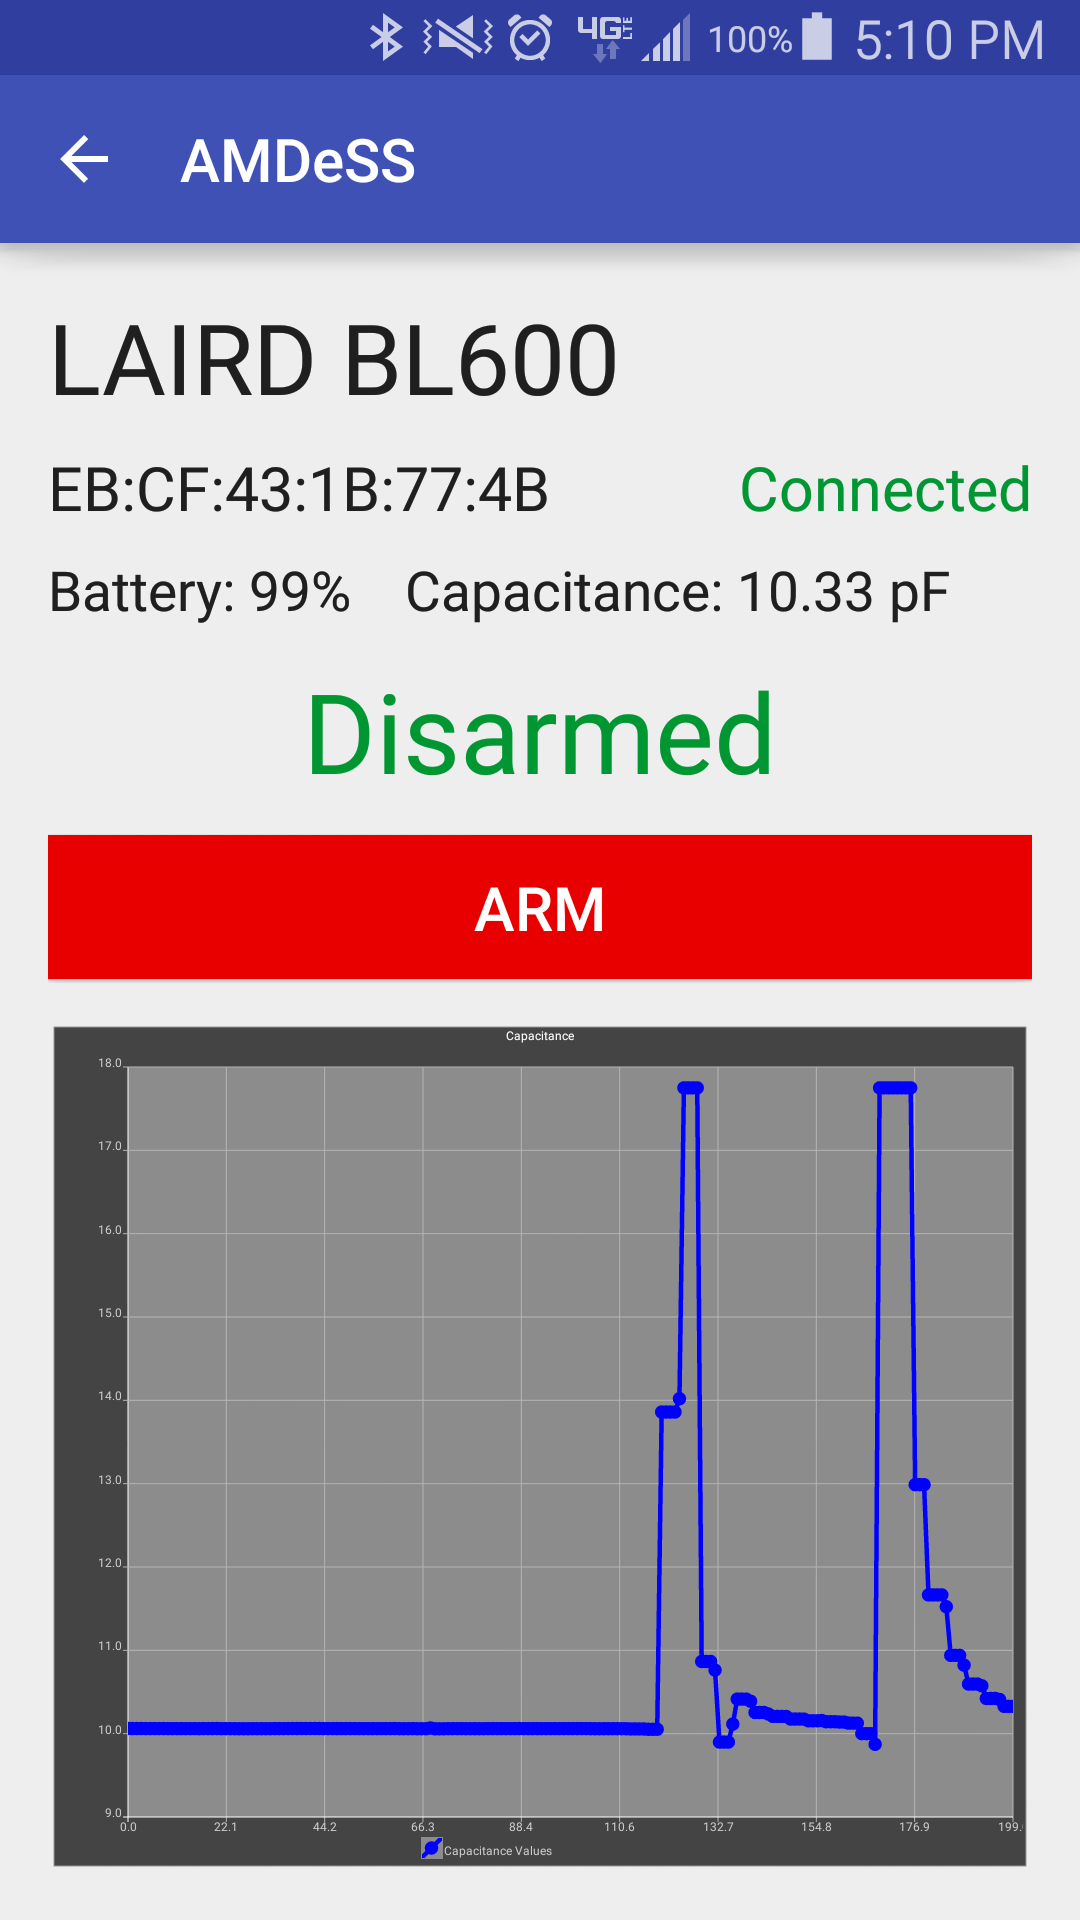 4G LTE 100% 5:10 PM
AMDeSS
LAIRD BL600
EB:CF:43:1B:77:4B Connected
Battery: 99% Capacitance: 10.33 pF
Disarmed
ARM
Capacitance
18.0
17.0
16.0
15.0
14.0
13.0
12.0
11.0
10.0
9.0
0.0 22.1 44.2 66.3 88.4 110.6 132.7 154.8 176.9 199.
Capacitance Values